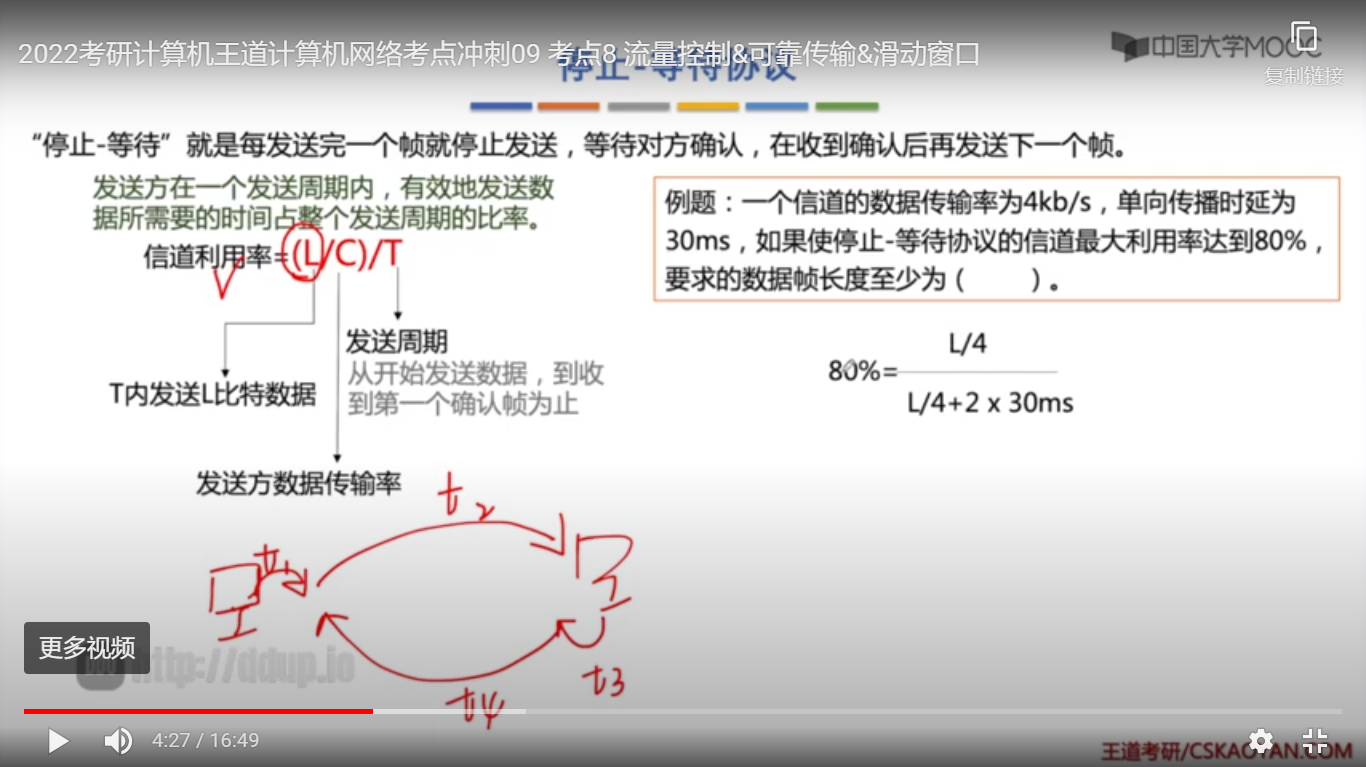 2022考研计算机王道计算机网络考点冲刺09 考点8 流量控制&可靠传输&滑动窗口
停止-等待协议
中国大学MOOC
复制链接
“停止-等待”就是每发送完一个帧就停止发送，等待对方确认，在收到确认后再发送下一个帧。
发送方在一个发送周期内，有效地发送数
据所需要的时间占整个发送周期的比率。
信道利用率=(L/C)/T
发送周期
从开始发送数据，到收
到第一个确认帧为止
T内发送L比特数据
发送方数据传输率
例题：一个信道的数据传输率为4kb/s，单向传播时延为
30ms，如果使停止-等待协议的信道最大利用率达到80%，
要求的数据帧长度至少为（ ）。
L/4
80%=
L/4+2 x 30ms
t2
t1
t3
t4
更多视频
http://ddup.io
4:27 / 16:49
王道考研/CSKAOYAN.COM